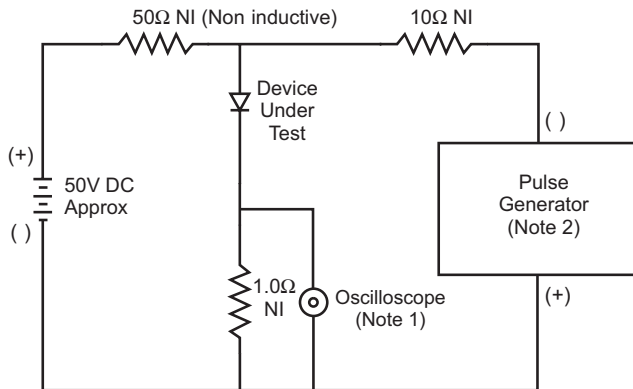 50Ω NI (Non inductive)
10Ω NI
Device
Under
Test
(+)
50V DC
Approx
( )
( )
Pulse
Generator
(Note 2)
(+)
1.0Ω
NI
Oscilloscope
(Note 1)